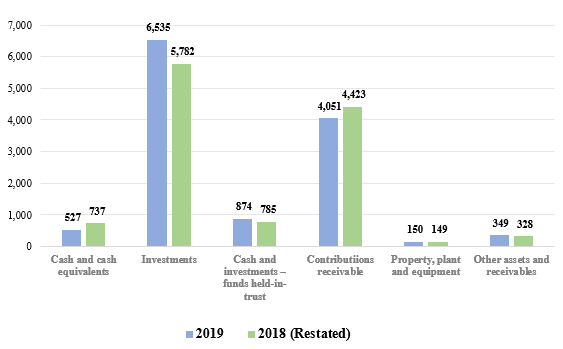 7,000
6,000
5,000
4,000
3,000
2,000
1,000
0
6,535
5,782
4,423
4,051
527 737
874 785
150 149
349 328
Cash and cash
equivalents
Investments
Cash and
investments –
funds held-in-
trust
Contributiions
receivable
Property, plant
and equipment
Other assets and
receivables
2019 2018 (Restated)